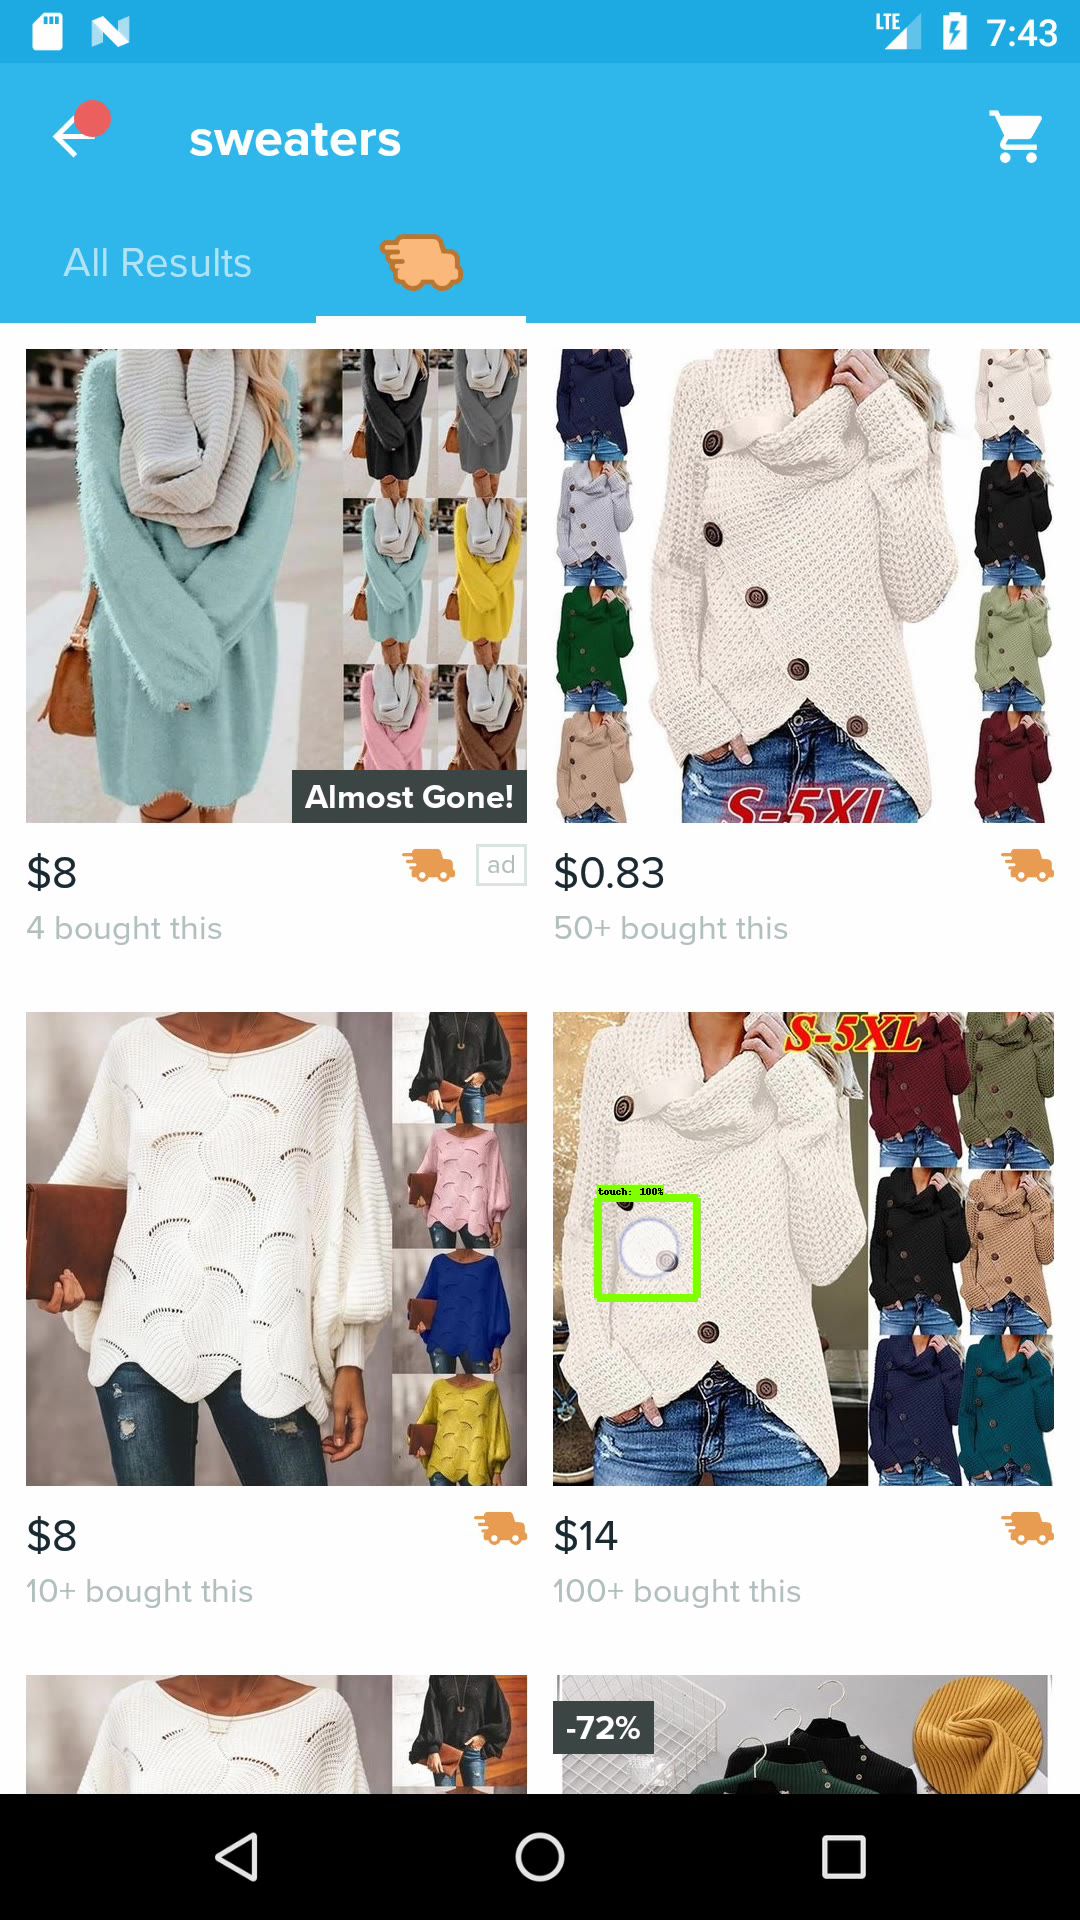 LTE 7:43
sweaters
All Results
Almost Gone!
S-5XL
$8 ad
$0.83
4 bought this
50+ bought this
S-5XL
touch: 100%
$8
$14
10+ bought this
100+ bought this
-72%